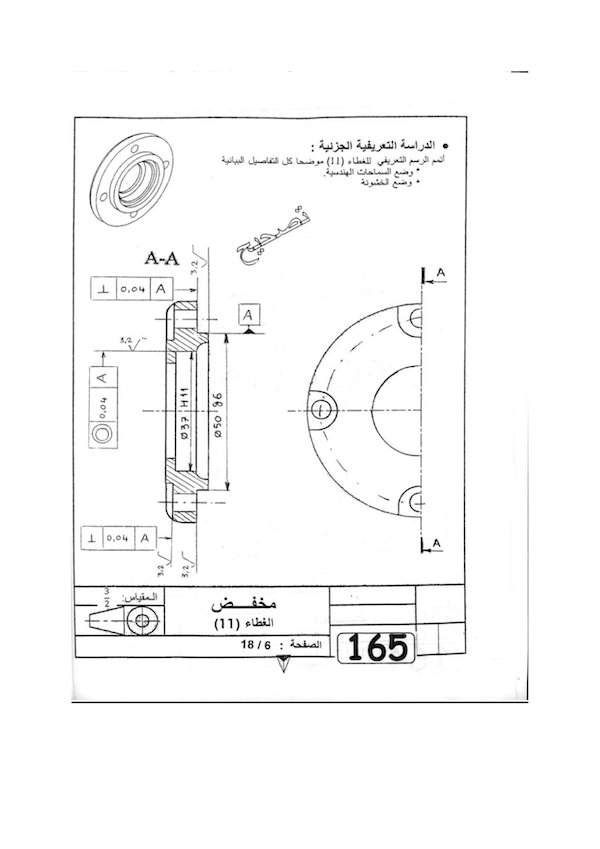 • الدراسة التعريفية الجزئية :
أتمم الرسم التعريفي للغطاء (11) موضحا كل التفاصيل البيانية
* وضع السماحات الهندسية.
* وضع الخشونة
تصحيح
A-A
3,2
⊥ 0,04 A
A
A
3,2
◎ 0,04 A
Ø37 H11
Ø50 g6
⊥ 0,04 A
3,2
3,2
A
المقياس: 3/2
مخفض
الغطاء (11)
الصفحة : 6 / 18
165